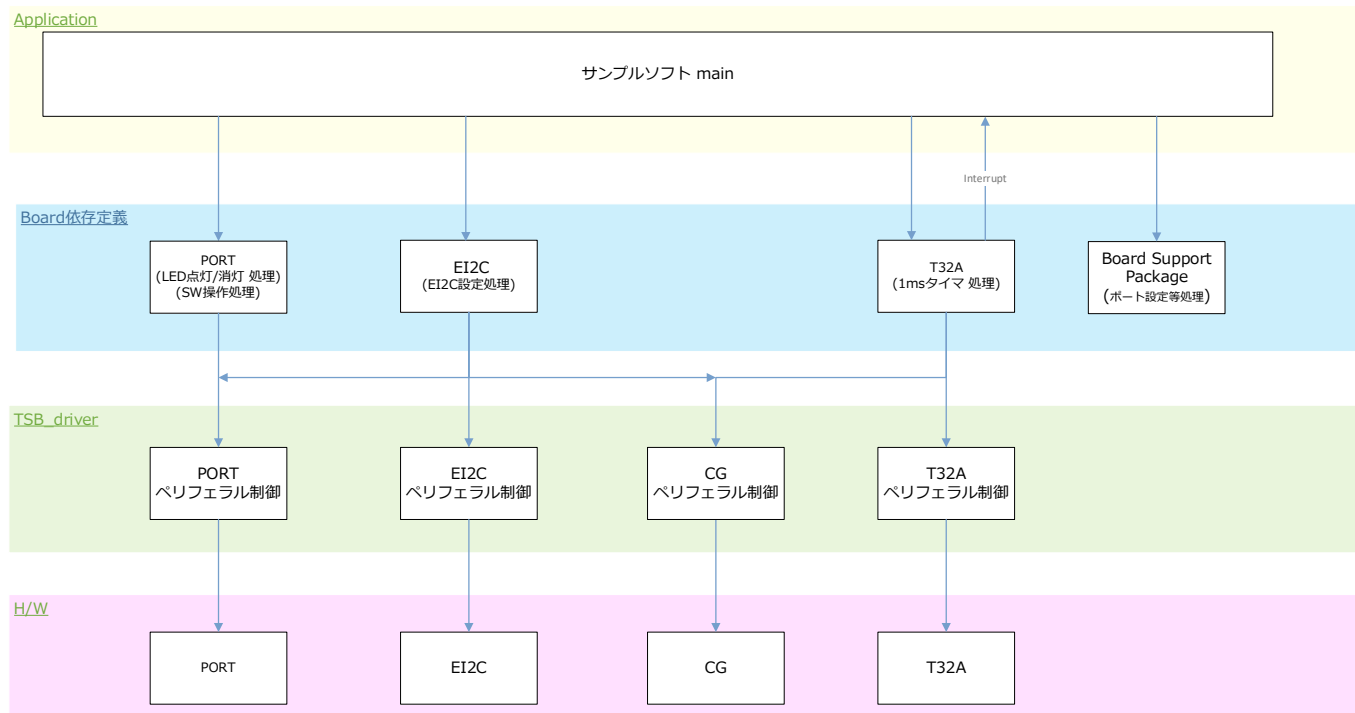 Application
サンプルソフト main
Interrupt
Board依存定義
PORT
(LED点灯/消灯 処理)
(SW操作処理)
EI2C
(EI2C設定処理)
T32A
(1msタイマ 処理)
Board Support
Package
(ポート設定等処理)
TSB_driver
PORT
ペリフェラル制御
EI2C
ペリフェラル制御
CG
ペリフェラル制御
T32A
ペリフェラル制御
H/W
PORT
EI2C
CG
T32A